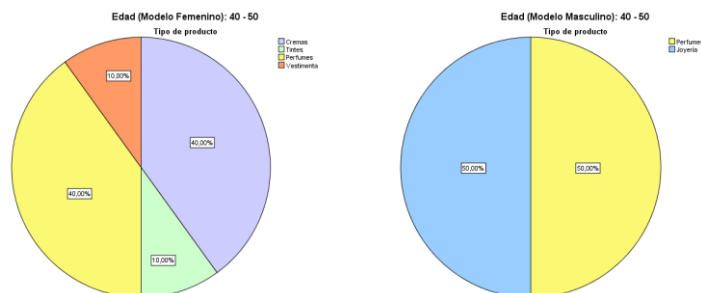 Edad (Modelo Femenino): 40 - 50
Tipo de producto
Cremas
Tintes
Perfumes
Vestimenta
10,00%
40,00%
40,00%
10,00%
Edad (Modelo Masculino): 40 - 50
Tipo de producto
Perfumes
Joyería
50,00%
50,00%